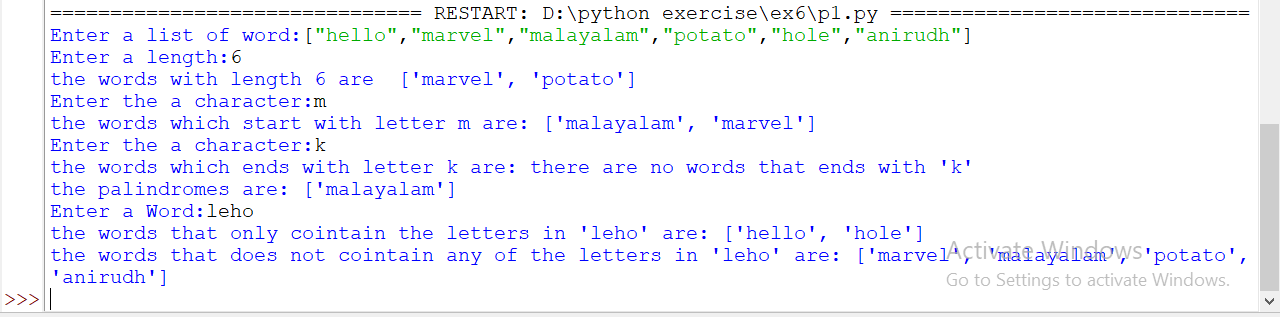 =============================== RESTART: D:\python exercise\ex6\p1.py ==============================
Enter a list of word:["hello","marvel","malayalam","potato","hole","anirudh"]
Enter a length:6
the words with length 6 are  ['marvel', 'potato']
Enter the a character:m
the words which start with letter m are: ['malayalam', 'marvel']
Enter the a character:k
the words which ends with letter k are: there are no words that ends with 'k'
the palindromes are: ['malayalam']
Enter a Word:leho
the words that only cointain the letters in 'leho' are: ['hello', 'hole']
the words that does not cointain any of the letters in 'leho' are: ['marvel', 'malayalam', 'potato',
'anirudh']
Activate Windows
Go to Settings to activate Windows.
>>>